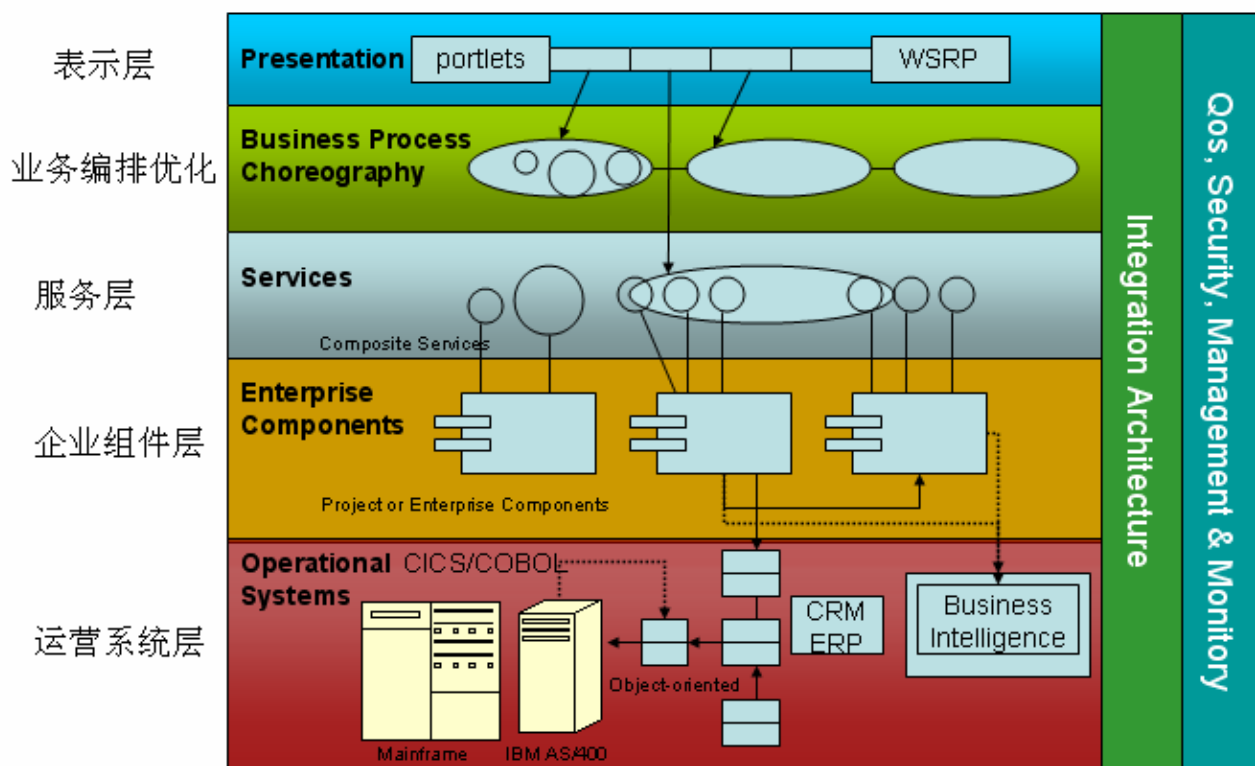 表示层
Presentation
portlets
WSRP
业务编排优化
Business Process
Choreography
服务层
Services
Composite Services
企业组件层
Enterprise
Components
Project or Enterprise Components
运营系统层
Operational
Systems
CICS/COBOL
CRM
ERP
Business
Intelligence
Object-oriented
Mainframe
IBM AS/400
Integration Architecture
Qos, Security, Management & Monitory